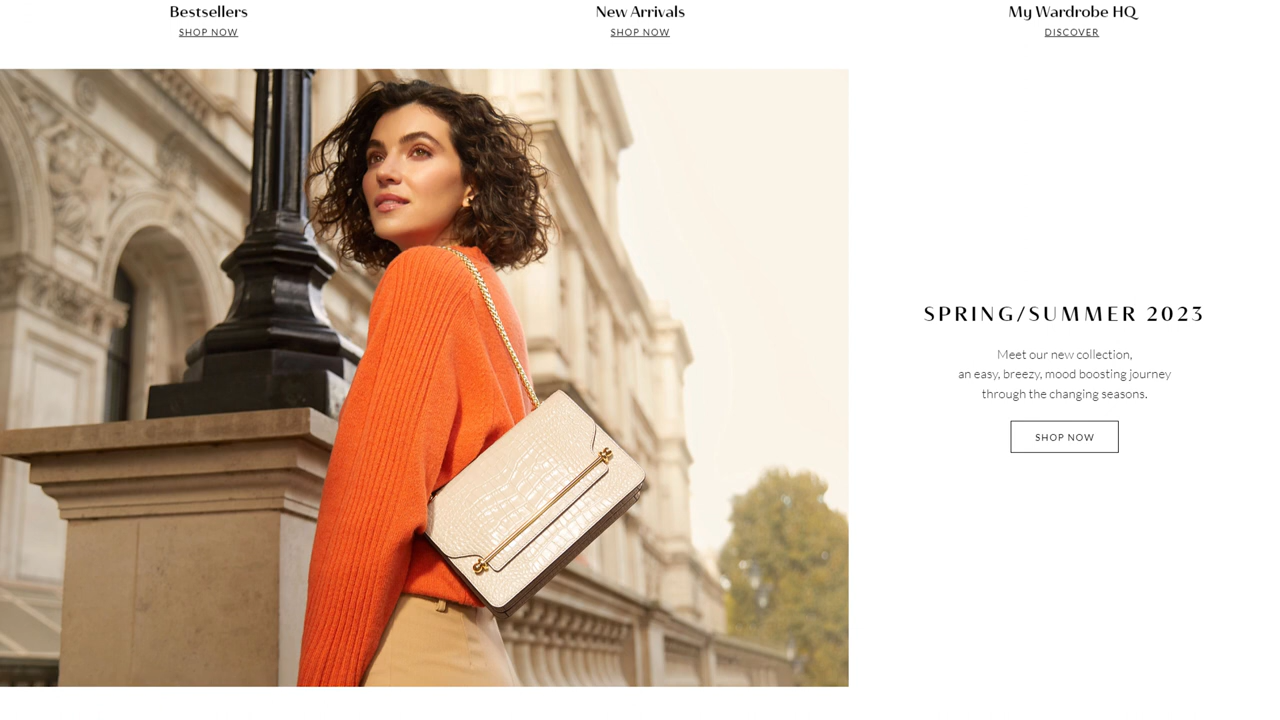 Bestsellers
SHOP NOW
New Arrivals
SHOP NOW
My Wardrobe HQ
DISCOVER
SPRING/SUMMER 2023
Meet our new collection,
an easy, breezy, mood boosting journey
through the changing seasons.
SHOP NOW